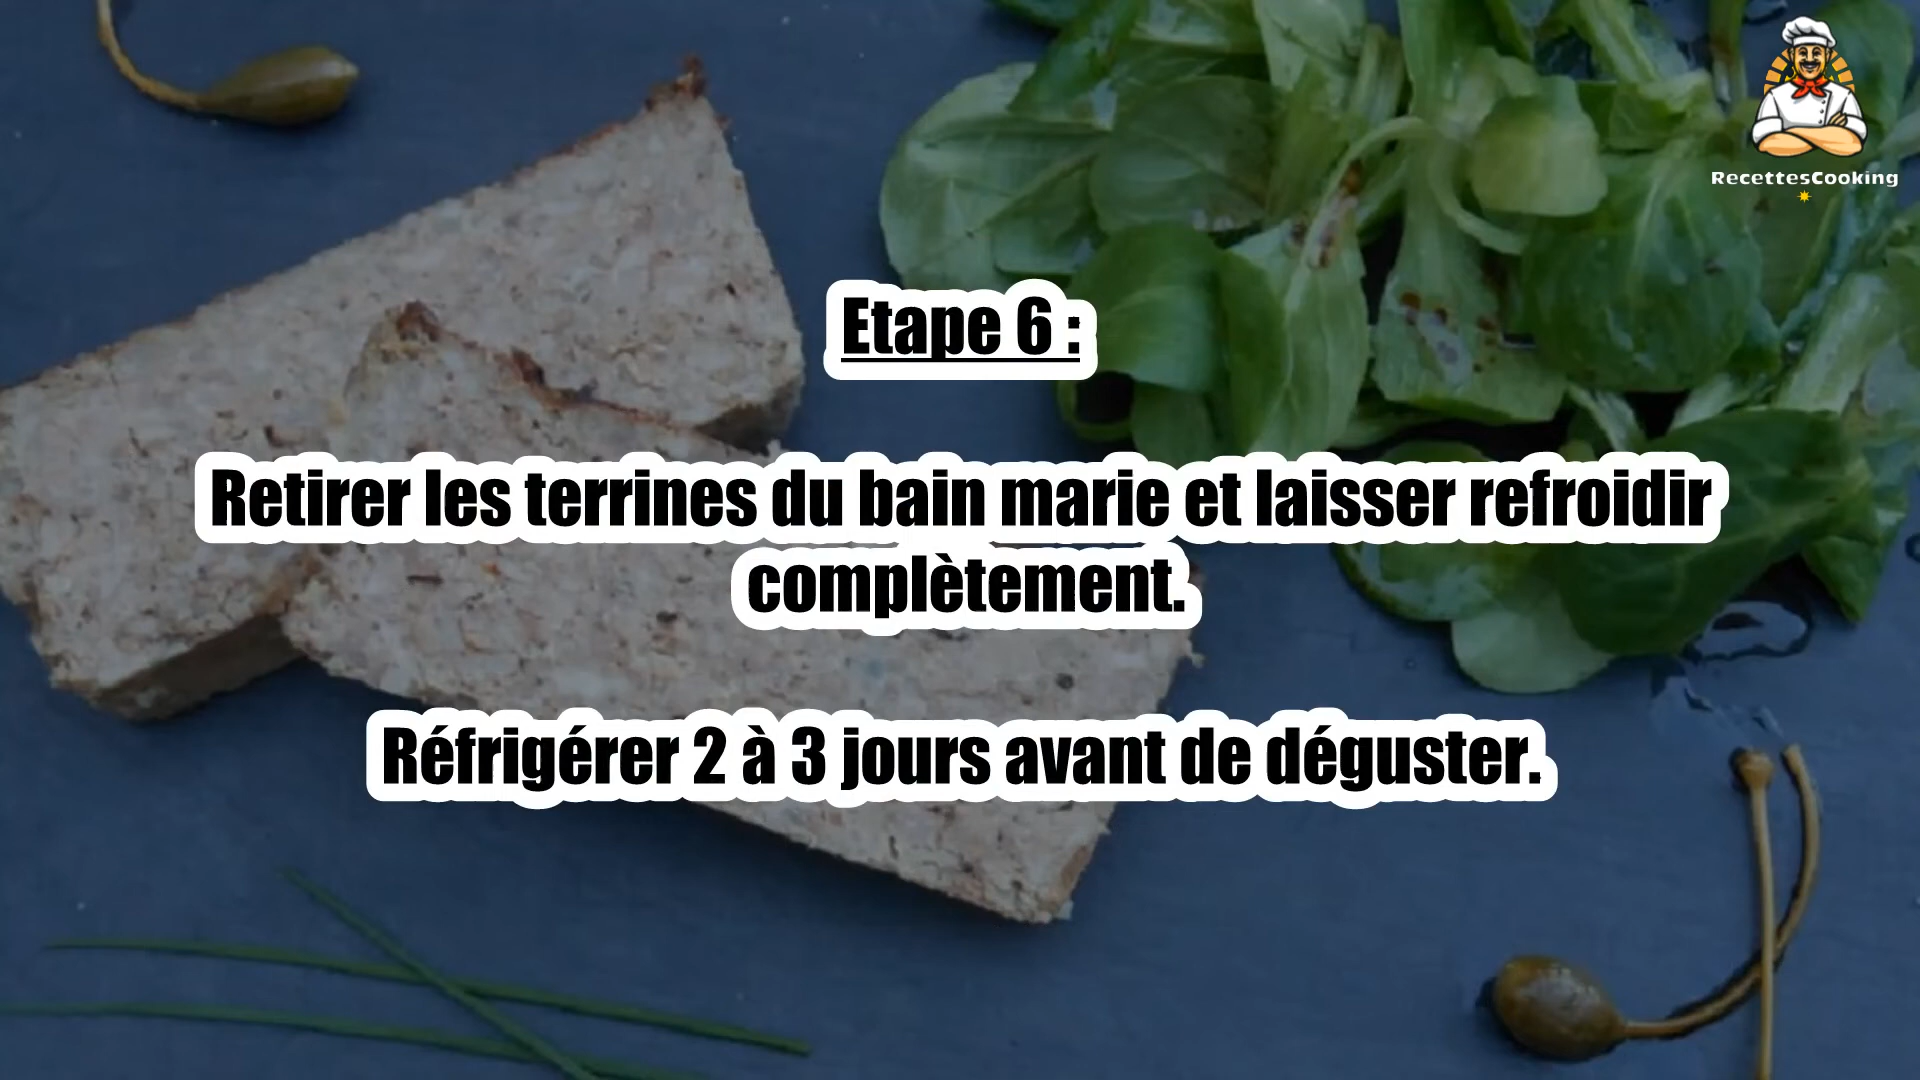 RecettesCooking
Etape 6 :
Retirer les terrines du bain marie et laisser refroidir
complètement.
Réfrigérer 2 à 3 jours avant de déguster.